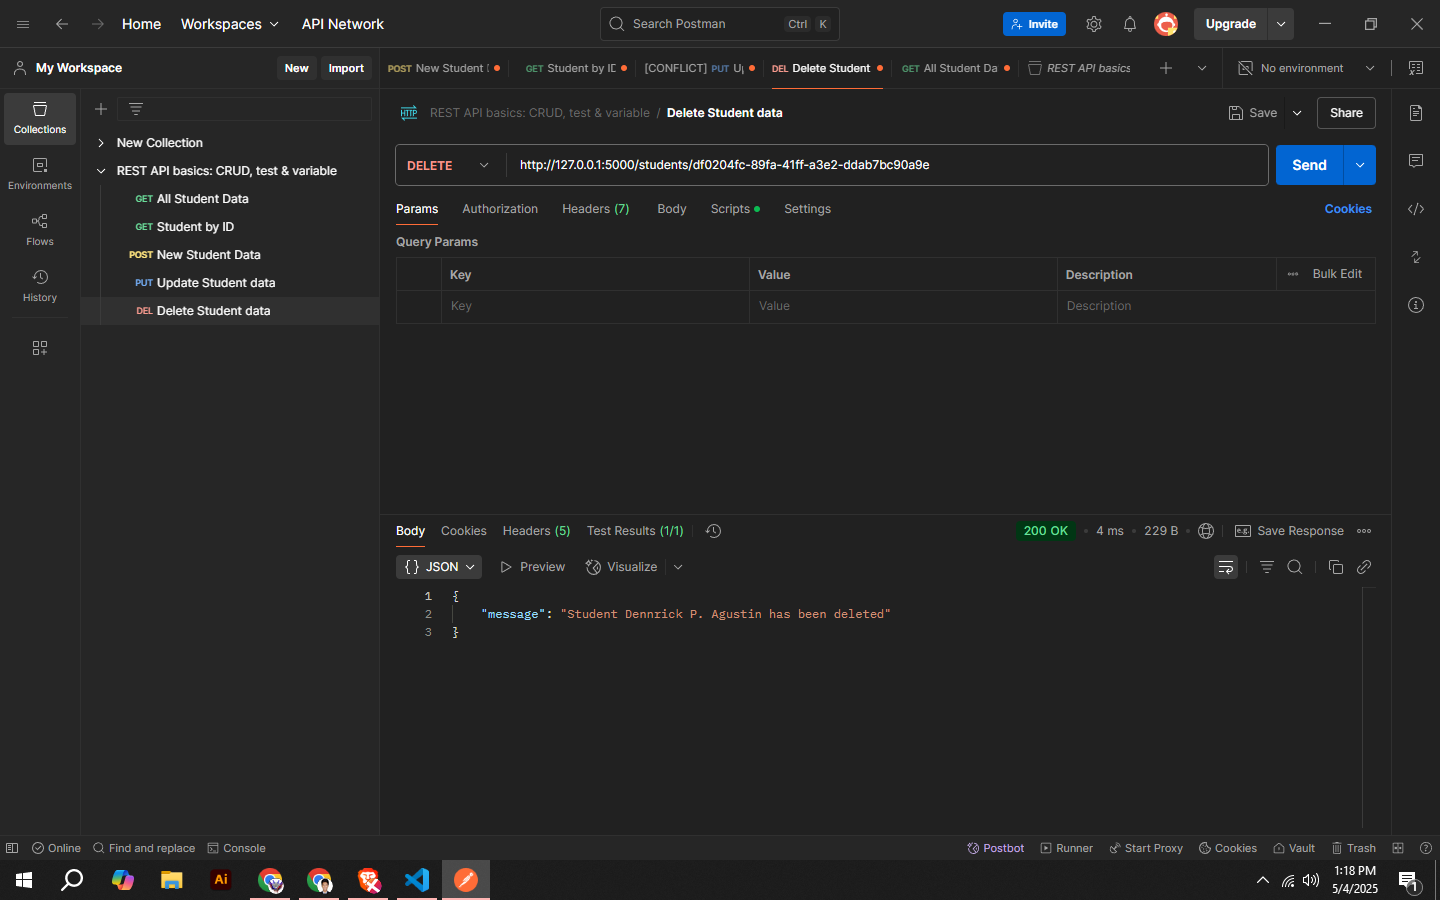 Home
Workspaces
API Network
Search Postman
Ctrl
K
Invite
Upgrade
My Workspace
New
Import
POST New Student
GET Student by ID
[CONFLICT] PUT
DEL Delete Student
GET All Student Da
REST API basics
No environment
Collections
Environments
Flows
History
New Collection
REST API basics: CRUD, test & variable
GET All Student Data
GET Student by ID
POST New Student Data
PUT Update Student data
DEL Delete Student data
HTTP
REST API basics: CRUD, test & variable / Delete Student data
Save
Share
DELETE
http://127.0.0.1:5000/students/df0204fc-89fa-41ff-a3e2-ddab7bc90a9e
Send
Params
Authorization
Headers (7)
Body
Scripts
Settings
Cookies
Query Params
Key
Value
Description
Bulk Edit
Key
Value
Description
Body
Cookies
Headers (5)
Test Results (1/1)
200 OK
4 ms
229 B
e.g.
Save Response
{} JSON
Preview
Visualize
1 {
2 "message": "Student Dennrick P. Agustin has been deleted"
3 }
Online
Find and replace
Console
Postbot
Runner
Start Proxy
Cookies
Vault
Trash
Ai
1:18 PM
5/4/2025
1